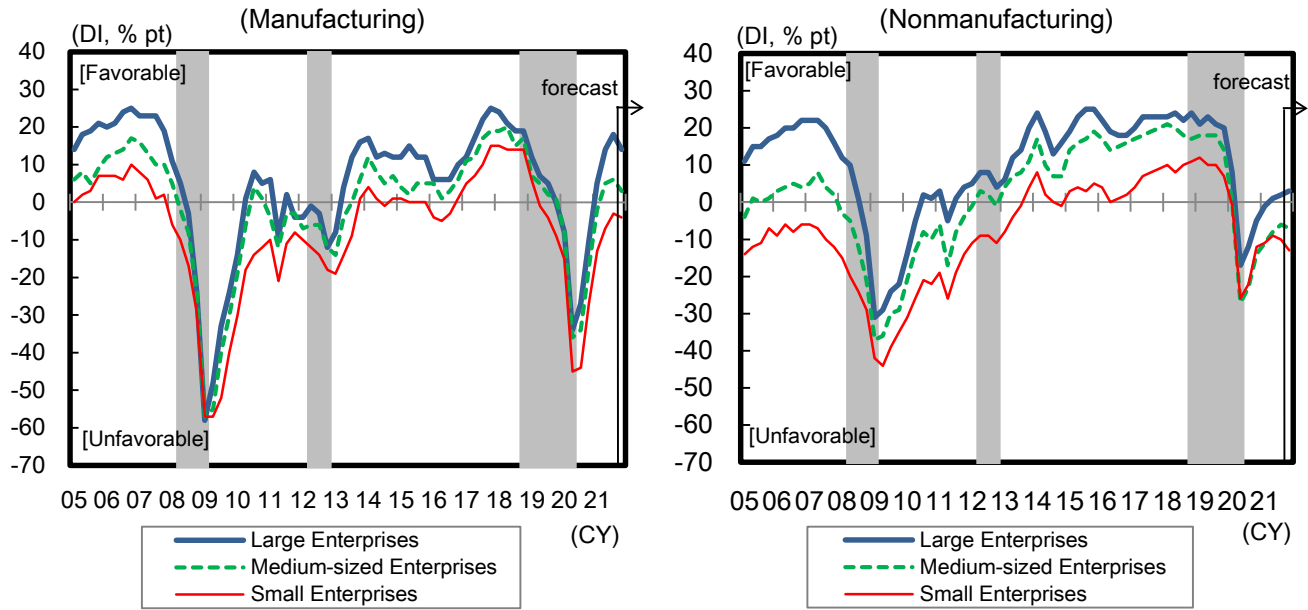 (Manufacturing)
(DI, % pt)
40
30
20
10
0
-10
-20
-30
-40
-50
-60
-70
[Favorable]
forecast
[Unfavorable]
05 06 07 08 09 10 11 12 13 14 15 16 17 18 19 20 21
(CY)
Large Enterprises
Medium-sized Enterprises
Small Enterprises
(Nonmanufacturing)
(DI, % pt)
40
30
20
10
0
-10
-20
-30
-40
-50
-60
-70
[Favorable]
forecast
[Unfavorable]
05 06 07 08 09 10 11 12 13 14 15 16 17 18 19 20 21
(CY)
Large Enterprises
Medium-sized Enterprises
Small Enterprises